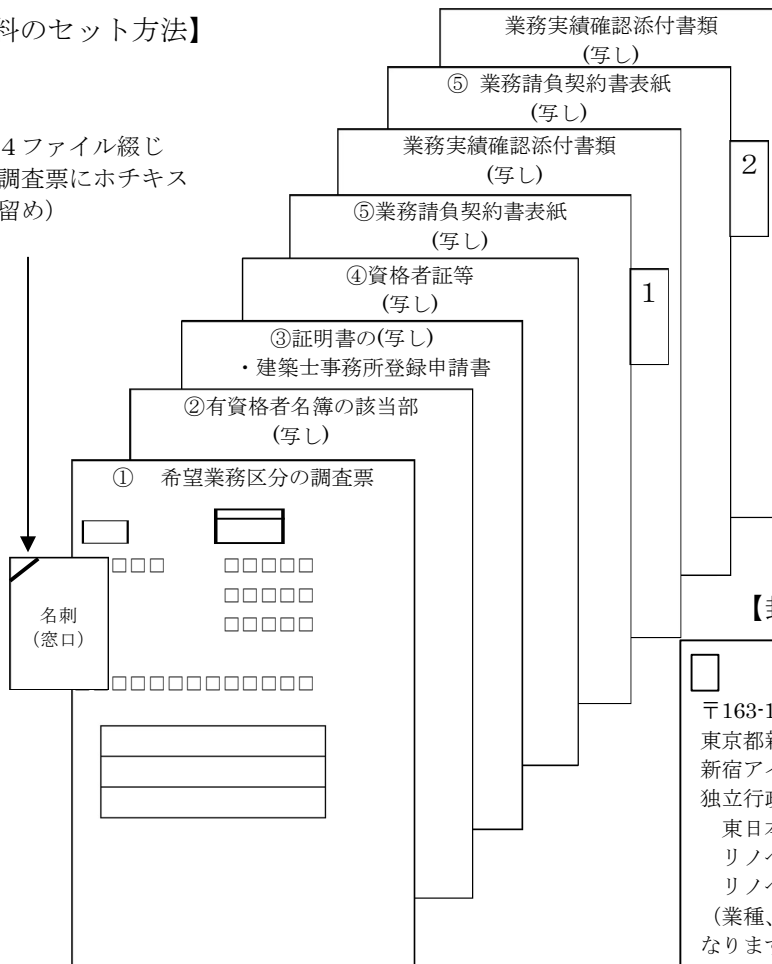 料のセット方法】
4ファイル綴じ
調査票にホチキス
留め）
業務実績確認添付書類
(写し)
⑤ 業務請負契約書表紙
(写し)
2
業務実績確認添付書類
(写し)
⑤業務請負契約書表紙
(写し)
1
④資格者証等
(写し)
③証明書の(写し)
・建築士事務所登録申請書
②有資格者名簿の該当部
(写し)
① 希望業務区分の調査票
□□□ □□□□□
□□□□□
□□□□□
名刺
（窓口）
□□□□□□□□□□□
〒163-1
東京都新
新宿ア
独立行政
東日本
リノベ
リノベ
（業種、
なります